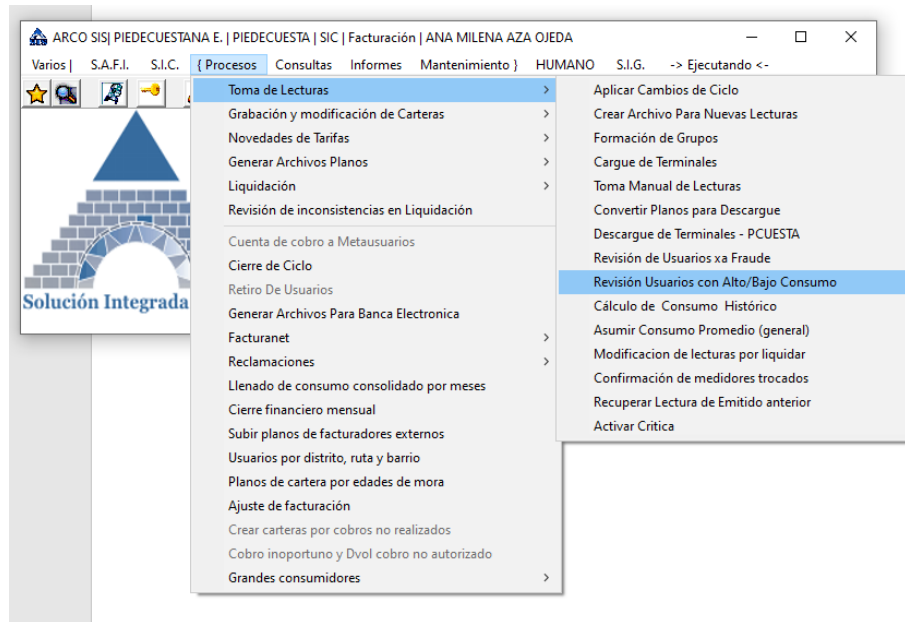 ARCO SIS| PIEDECUESTANA E. | PIEDECUESTA | SIC | Facturación | ANA MILENA AZA OJEDA
Varios | S.A.F.I. S.I.C. { Procesos Consultas Informes Mantenimiento } HUMANO S.I.G. -> Ejecutando <-
Solución Integrada
Toma de Lecturas
Grabación y modificación de Carteras
Novedades de Tarifas
Generar Archivos Planos
Liquidación
Revisión de inconsistencias en Liquidación
Cuenta de cobro a Metausuarios
Cierre de Ciclo
Retiro De Usuarios
Generar Archivos Para Banca Electronica
Facturanet
Reclamaciones
Llenado de consumo consolidado por meses
Cierre financiero mensual
Subir planos de facturadores externos
Usuarios por distrito, ruta y barrio
Planos de cartera por edades de mora
Ajuste de facturación
Crear carteras por cobros no realizados
Cobro inoportuno y Dvol cobro no autorizado
Grandes consumidores
Aplicar Cambios de Ciclo
Crear Archivo Para Nuevas Lecturas
Formación de Grupos
Cargue de Terminales
Toma Manual de Lecturas
Convertir Planos para Descargue
Descargue de Terminales - PCUESTA
Revisión de Usuarios xa Fraude
Revisión Usuarios con Alto/Bajo Consumo
Cálculo de Consumo Histórico
Asumir Consumo Promedio (general)
Modificacion de lecturas por liquidar
Confirmación de medidores trocados
Recuperar Lectura de Emitido anterior
Activar Critica